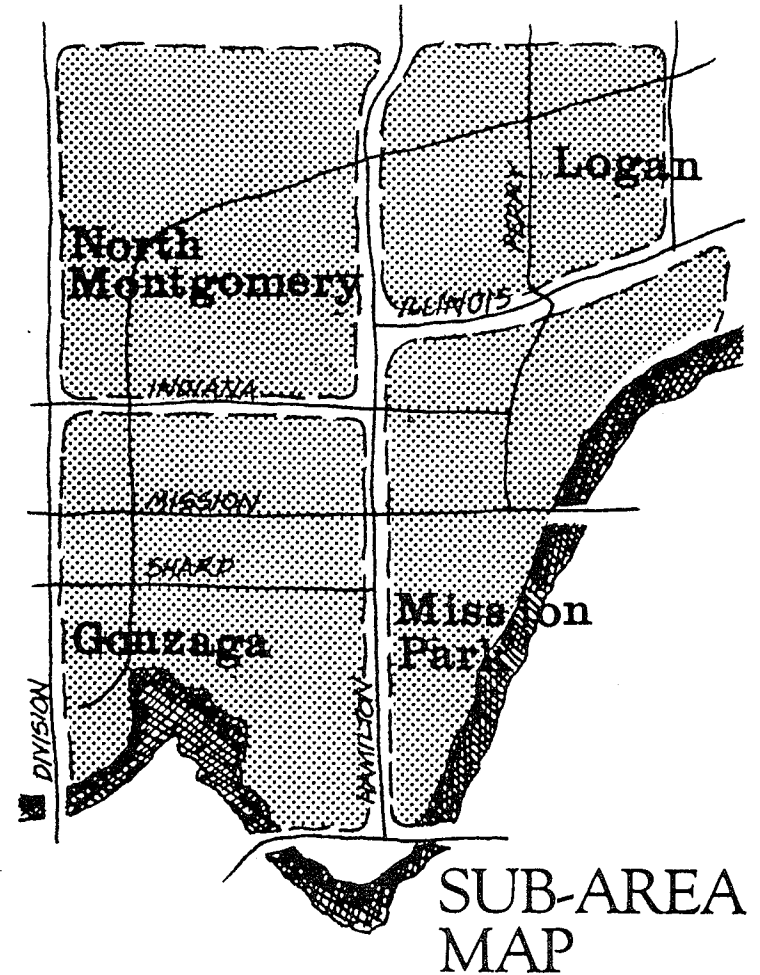 Logan
North
Montgomery
ILLINOIS
INDIANA
MISSION
SHARP
Mission
Park
Gonzaga
DIVISION
HAMILTON
SUB-AREA
MAP